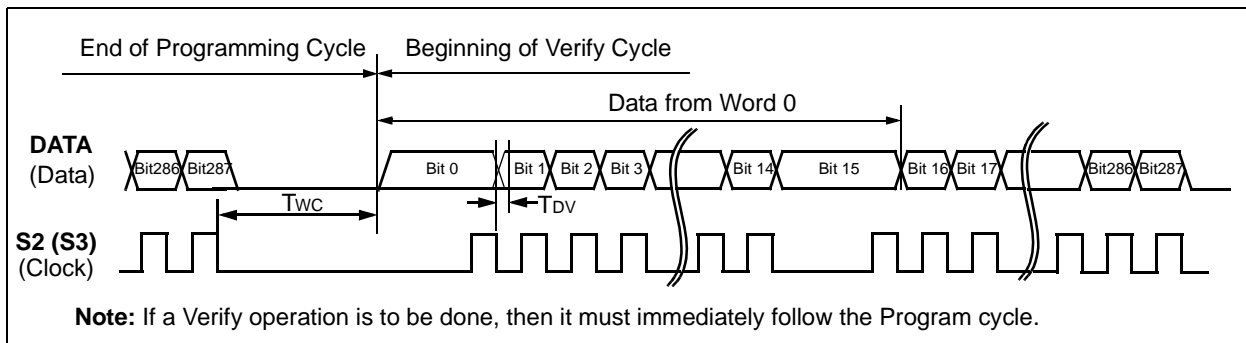 End of Programming Cycle Beginning of Verify Cycle
Data from Word 0
DATA
(Data)
Bit286 Bit287 Bit 0 Bit 1 Bit 2 Bit 3 Bit 14 Bit 15 Bit 16 Bit 17 Bit286 Bit287
TWC TDV
S2 (S3)
(Clock)
Note: If a Verify operation is to be done, then it must immediately follow the Program cycle.